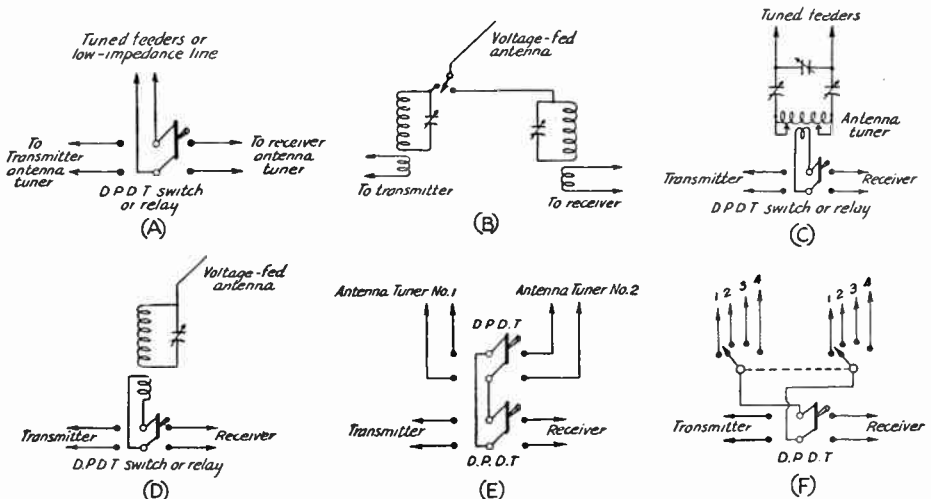 Tuned feeders or
low-impedance line
To
Transmitter
antenna
tuner
To receiver
antenna
tuner
D.P.D.T switch
or relay
(A)
Voltage-fed
antenna
To transmitter
To receiver
(B)
Tuned feeders
Antenna
tuner
Transmitter
Receiver
D.P.D.T switch or relay
(C)
Voltage-fed
antenna
Transmitter
Receiver
D.P.D.T switch or relay
(D)
Antenna Tuner No.1
Antenna Tuner No.2
D.P.D.T
Transmitter
Receiver
D.P.D.T
(E)
1 2 3 4
1 2 3 4
Transmitter
Receiver
D.P.D.T
(F)